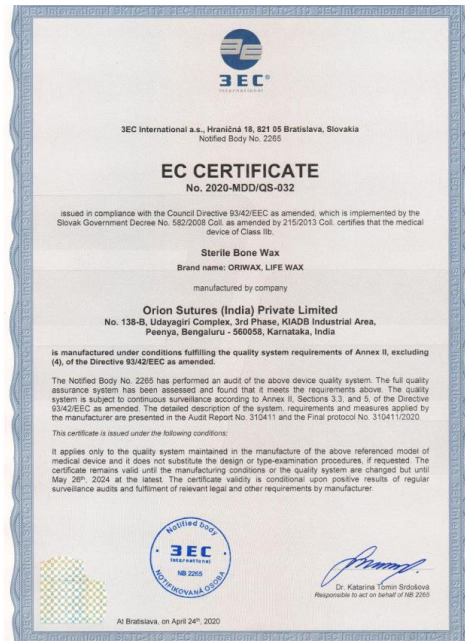 3EC®
International
3EC International a.s., Hraničná 18, 821 05 Bratislava, Slovakia
Notified Body No. 2265
EC CERTIFICATE
No. 2020-MDD/QS-032
issued in compliance with the Council Directive 93/42/EEC as amended, which is implemented by the
Slovak Government Decree No. 582/2008 Coll. as amended by 215/2013 Coll. certifies that the medical
device of Class IIb,
Sterile Bone Wax
Brand name: ORIWAX, LIFE WAX
manufactured by company
Orion Sutures (India) Private Limited
No. 138-B, Udayagiri Complex, 3rd Phase, KIADB Industrial Area,
Peenya, Bengaluru - 560058, Karnataka, India
is manufactured under conditions fulfilling the quality system requirements of Annex II, excluding
(4), of the Directive 93/42/EEC as amended.
The Notified Body No. 2265 has performed an audit of the above device quality system. The full quality
assurance system has been assessed and found that it meets the requirements above. The quality
system is subject to continuous surveillance according to Annex II, Sections 3.3, and 5, of the Directive
93/42/EEC as amended. The detailed description of the system, requirements and measures applied by
the manufacturer are presented in the Audit Report No. 310411 and the Final protocol No. 310411/2020.
This certificate is issued under the following conditions:
It applies only to the quality system maintained in the manufacture of the above referenced model of
medical device and it does not substitute the design or type-examination procedures, if requested. The
certificate remains valid until the manufacturing conditions or the quality system are changed but until
May 26th, 2024 at the latest. The certificate validity is conditional upon positive results of regular
surveillance audits and fulfilment of relevant legal and other requirements by manufacturer.
Notified body
3EC
International
NB 2265
NOTIFIKOVANÁ OSOBA
Dr. Katarína Tomin Srdošová
Responsible to act on behalf of NB 2265
At Bratislava, on April 24th, 2020